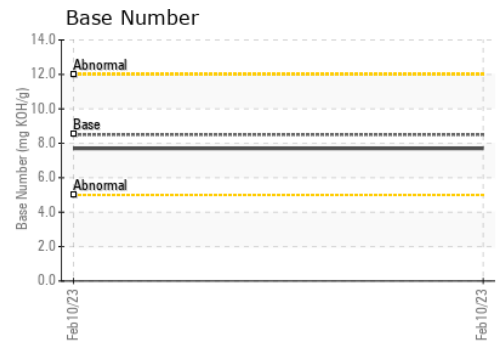 Base Number
14.0
Abnormal
12.0
10.0
Base
8.0
Abnormal
6.0
4.0
2.0
0.0
Base Number (mg KOH/g)
Feb10/23
Feb10/23